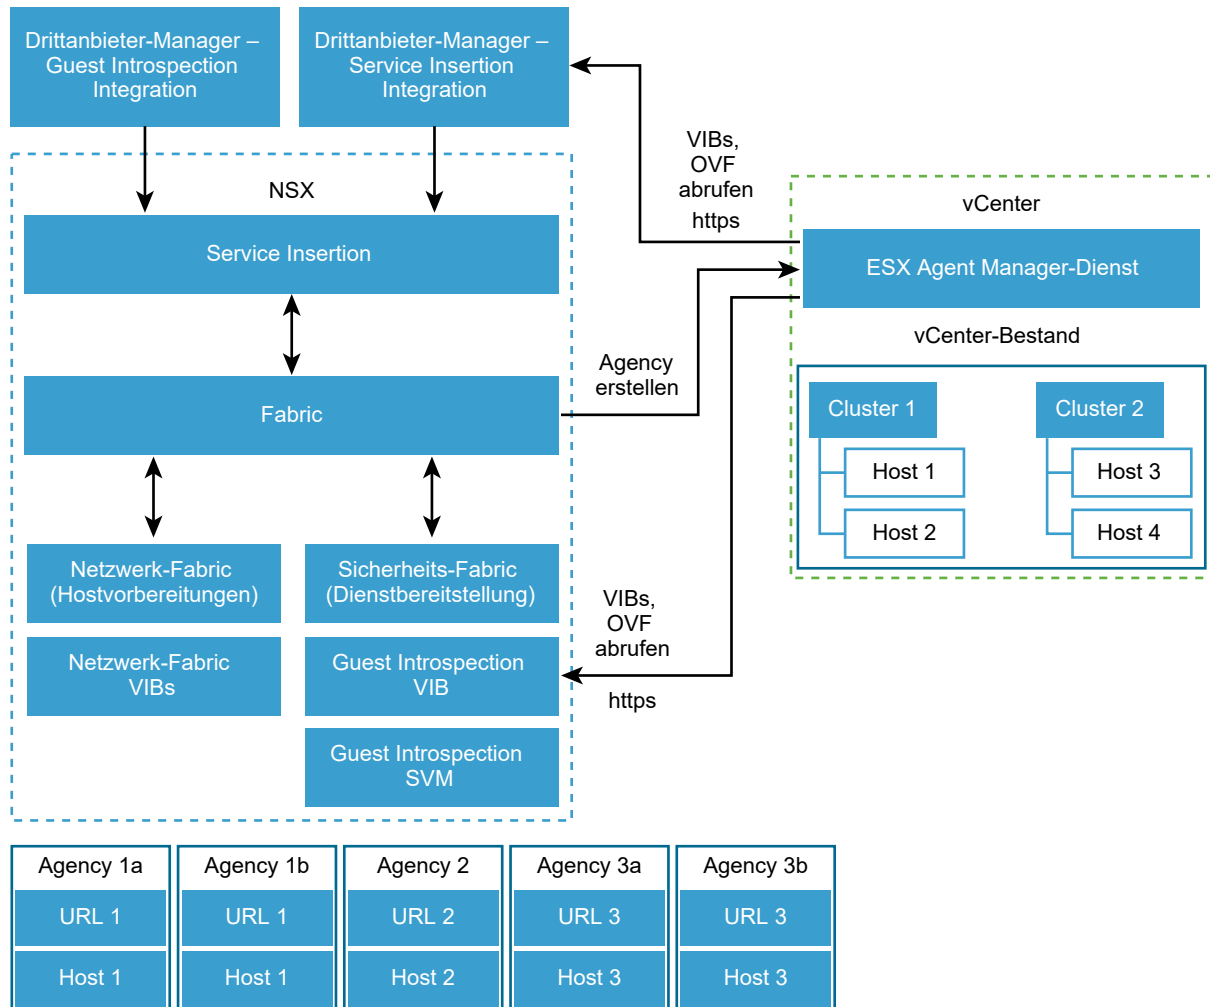 Drittanbieter-Manager –
Guest Introspection
Integration
Drittanbieter-Manager –
Service Insertion
Integration
VIBs,
OVF
abrufen
https
NSX
vCenter
Service Insertion
ESX Agent Manager-Dienst
vCenter-Bestand
Agency
erstellen
Fabric
Cluster 1
Host 1
Host 2
Cluster 2
Host 3
Host 4
Netzwerk-Fabric
(Hostvorbereitungen)
Sicherheits-Fabric
(Dienstbereitstellung)
VIBs,
OVF
abrufen
https
Netzwerk-Fabric
VIBs
Guest Introspection
VIB
Guest Introspection
SVM
Agency 1a
URL 1
Host 1
Agency 1b
URL 1
Host 1
Agency 2
URL 2
Host 2
Agency 3a
URL 3
Host 3
Agency 3b
URL 3
Host 3